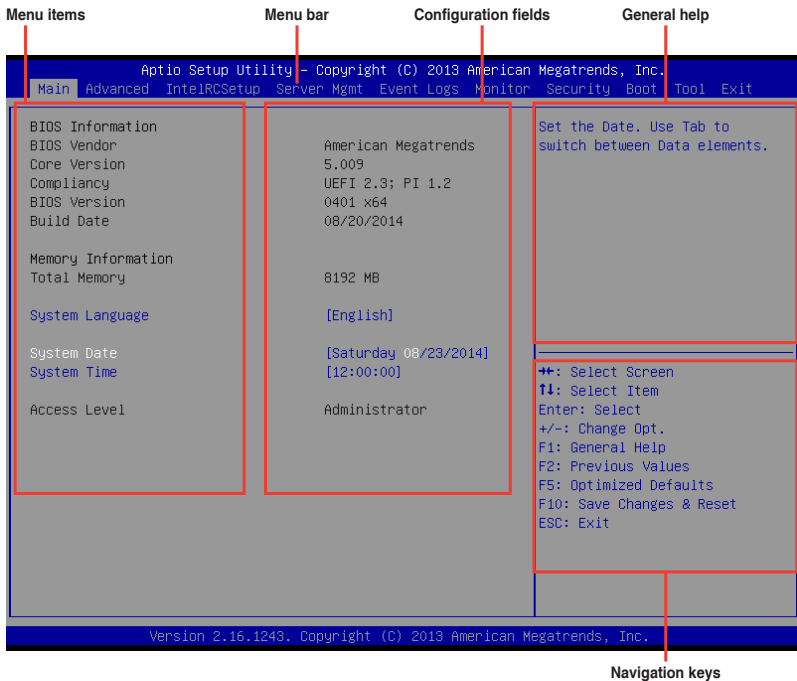 Menu items Menu bar Configuration fields General help
Aptio Setup Utility – Copyright (C) 2013 American Megatrends, Inc.
Main Advanced IntelRCSetup Server Mgmt Event Logs Monitor Security Boot Tool Exit
BIOS Information
BIOS Vendor American Megatrends
Core Version 5.009
Compliancy UEFI 2.3; PI 1.2
BIOS Version 0401 x64
Build Date 08/20/2014
Memory Information
Total Memory 8192 MB
System Language [English]
System Date [Saturday 08/23/2014]
System Time [12:00:00]
Access Level Administrator
Set the Date. Use Tab to
switch between Data elements.
→←: Select Screen
↑↓: Select Item
Enter: Select
+/-: Change Opt.
F1: General Help
F2: Previous Values
F5: Optimized Defaults
F10: Save Changes & Reset
ESC: Exit
Version 2.16.1243. Copyright (C) 2013 American Megatrends, Inc.
Navigation keys